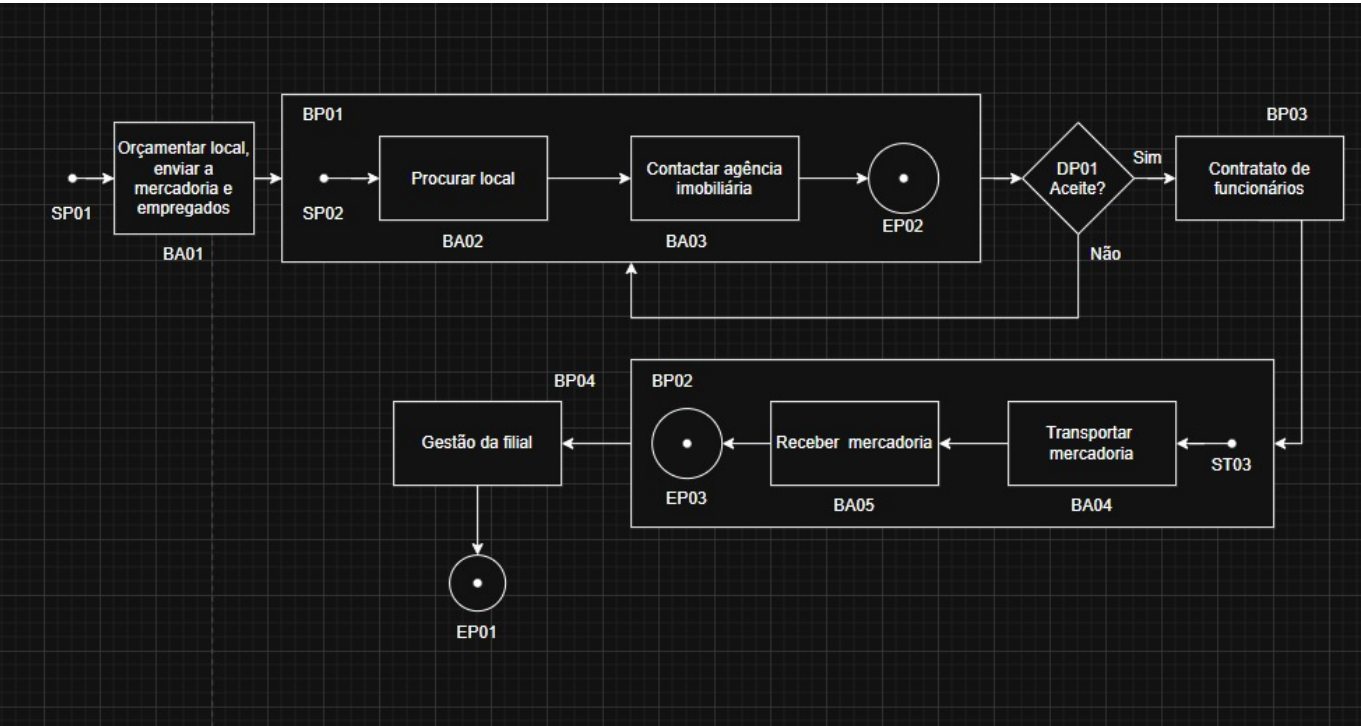 BP01
BP03
Orçamentar local,
enviar a
mercadoria e
empregados
SP01
BA01
Procurar local
SP02
BA02
Contactar agência
imobiliária
BA03
EP02
DP01
Aceite?
Sim
Não
Contratato de
funcionários
BP04
BP02
Gestão da filial
EP03
Receber mercadoria
BA05
Transportar
mercadoria
BA04
ST03
EP01